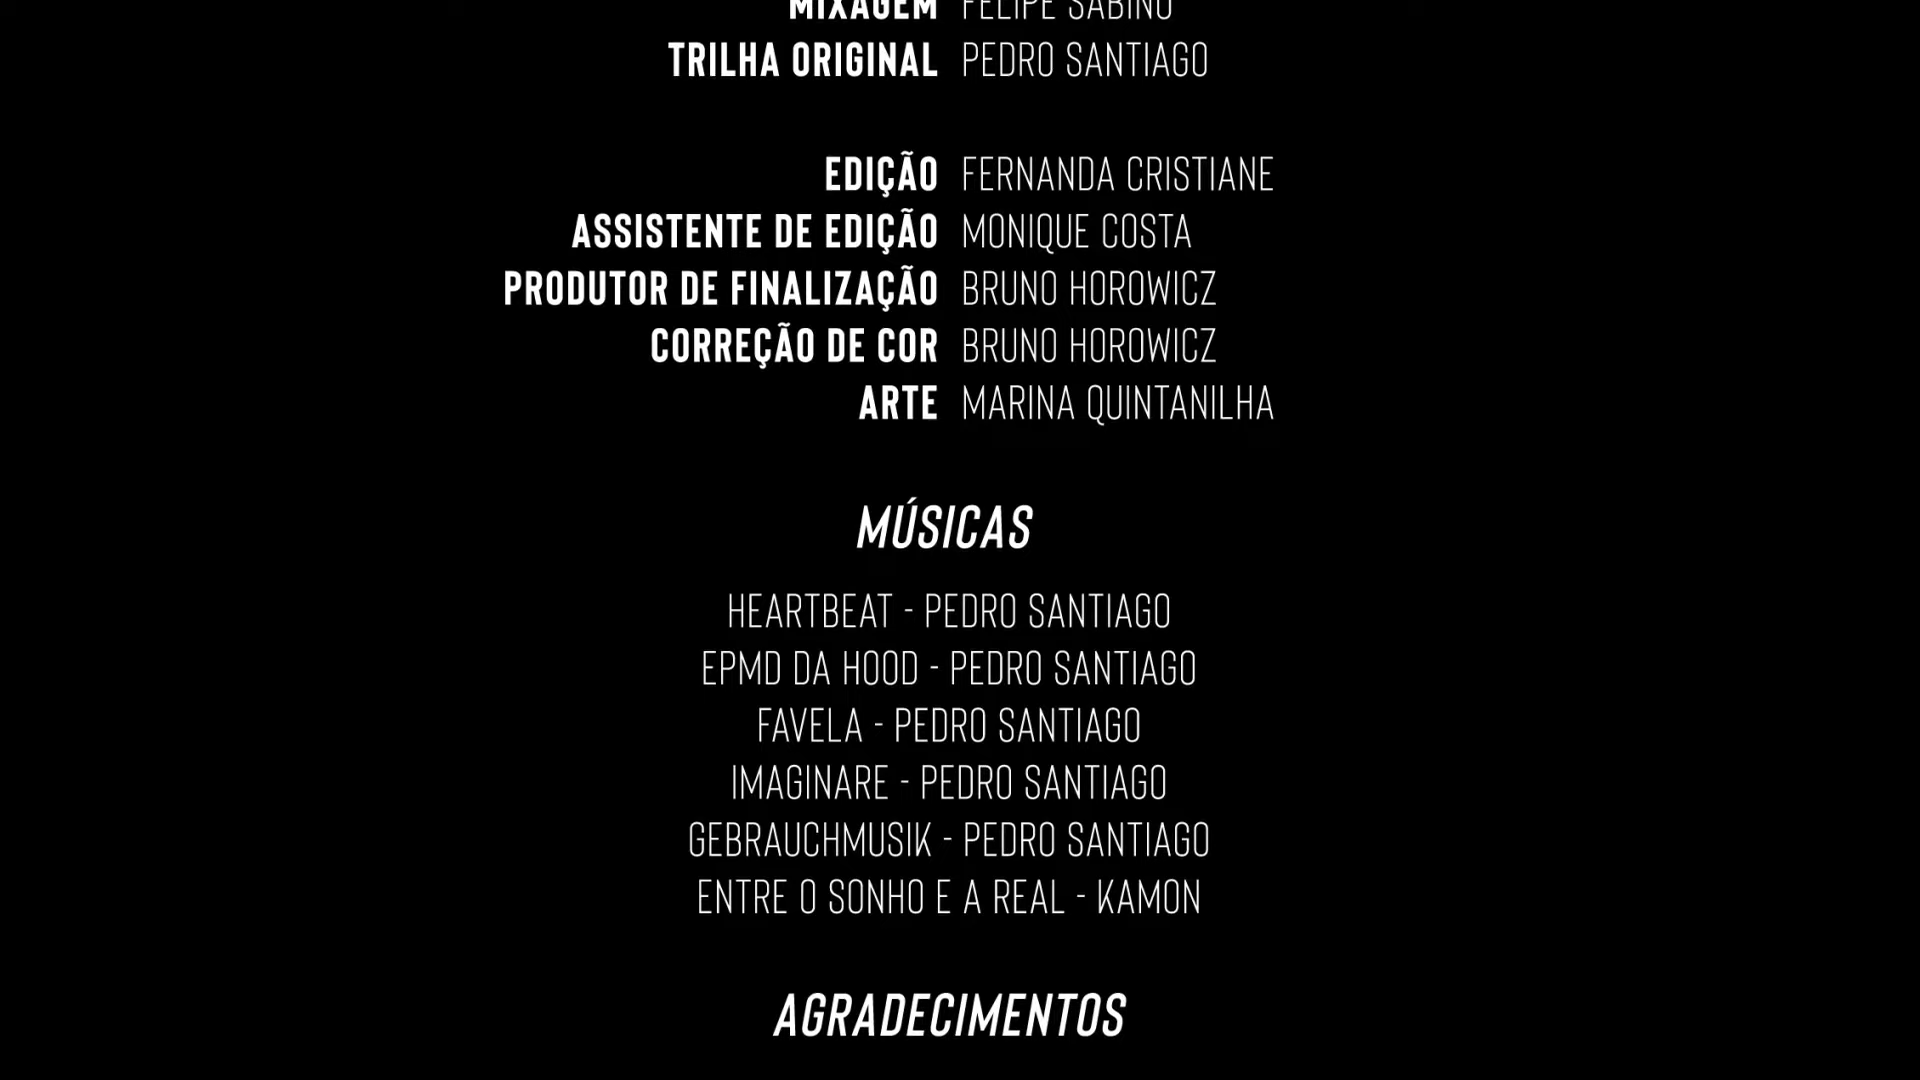 MIXAGEM FELIPE SABINO
TRILHA ORIGINAL PEDRO SANTIAGO
EDIÇÃO FERNANDA CRISTIANE
ASSISTENTE DE EDIÇÃO MONIQUE COSTA
PRODUTOR DE FINALIZAÇÃO BRUNO HOROWICZ
CORREÇÃO DE COR BRUNO HOROWICZ
ARTE MARINA QUINTANILHA
MÚSICAS
HEARTBEAT - PEDRO SANTIAGO
EPMD DA HOOD - PEDRO SANTIAGO
FAVELA - PEDRO SANTIAGO
IMAGINARE - PEDRO SANTIAGO
GEBRAUCHMUSIK - PEDRO SANTIAGO
ENTRE O SONHO E A REAL - KAMON
AGRADECIMENTOS